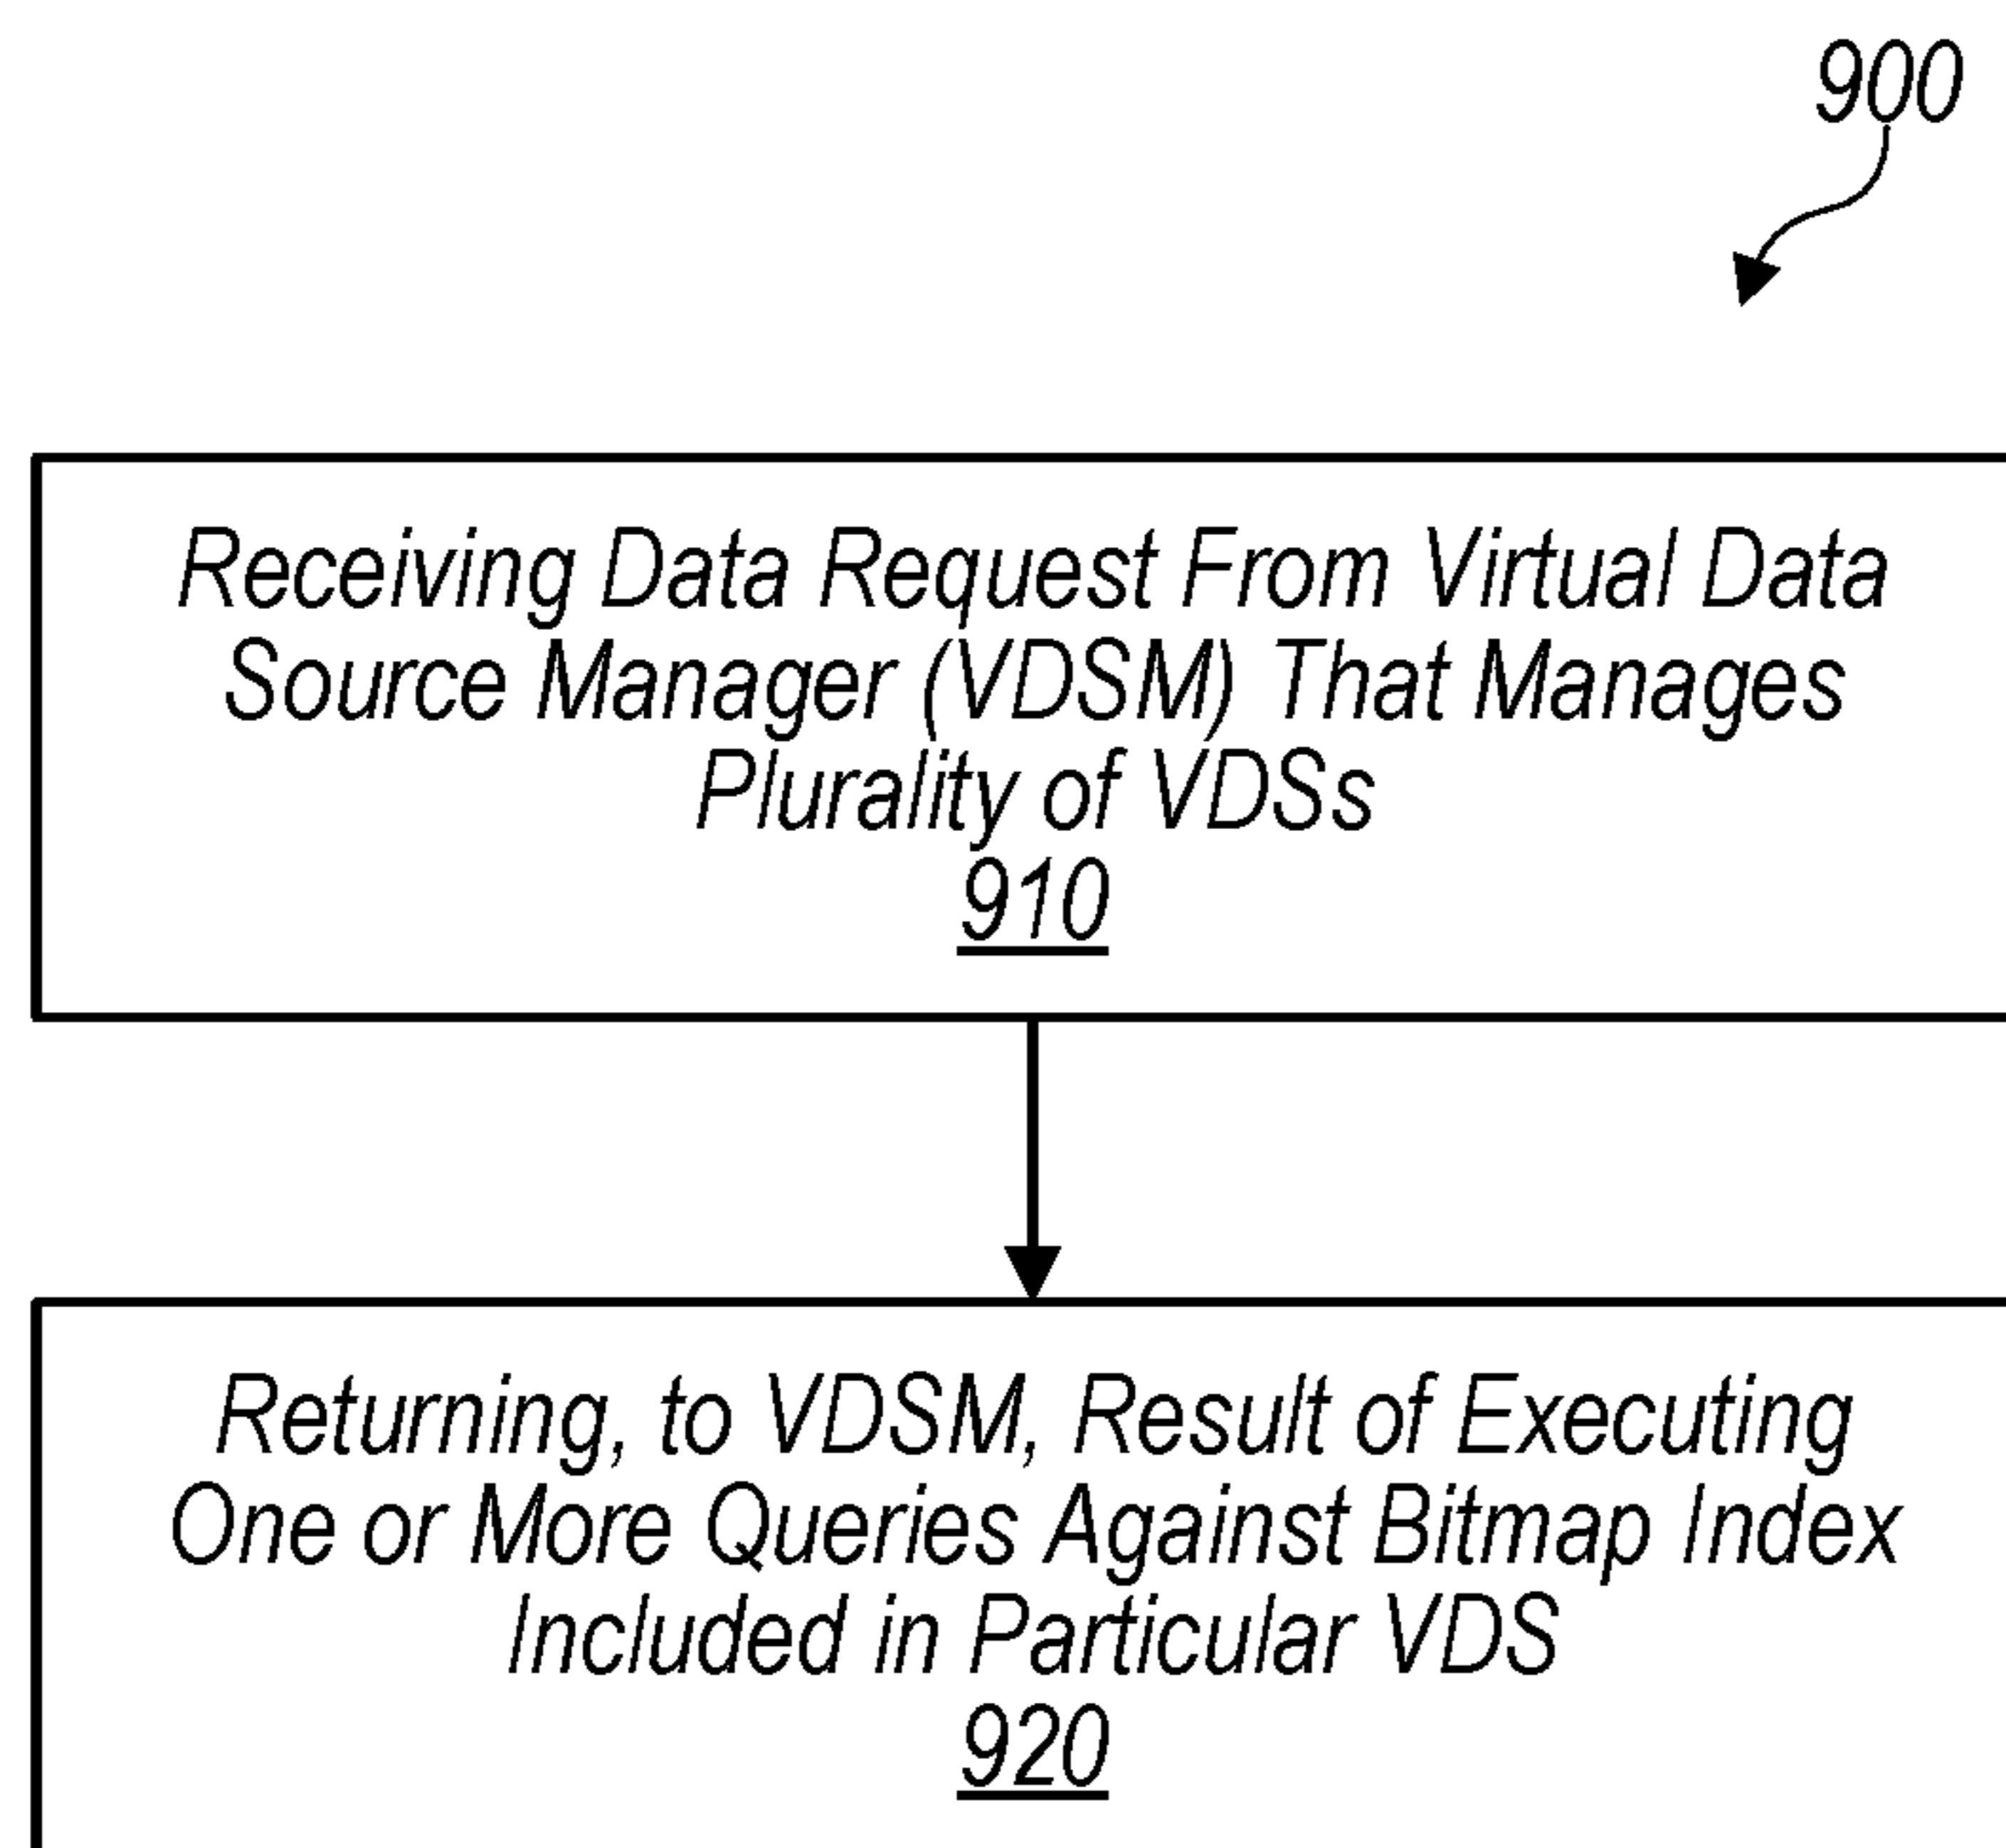 900
Receiving Data Request From Virtual Data
Source Manager (VDSM) That Manages
Plurality of VDSs
910
Returning, to VDSM, Result of Executing
One or More Queries Against Bitmap Index
Included in Particular VDS
920